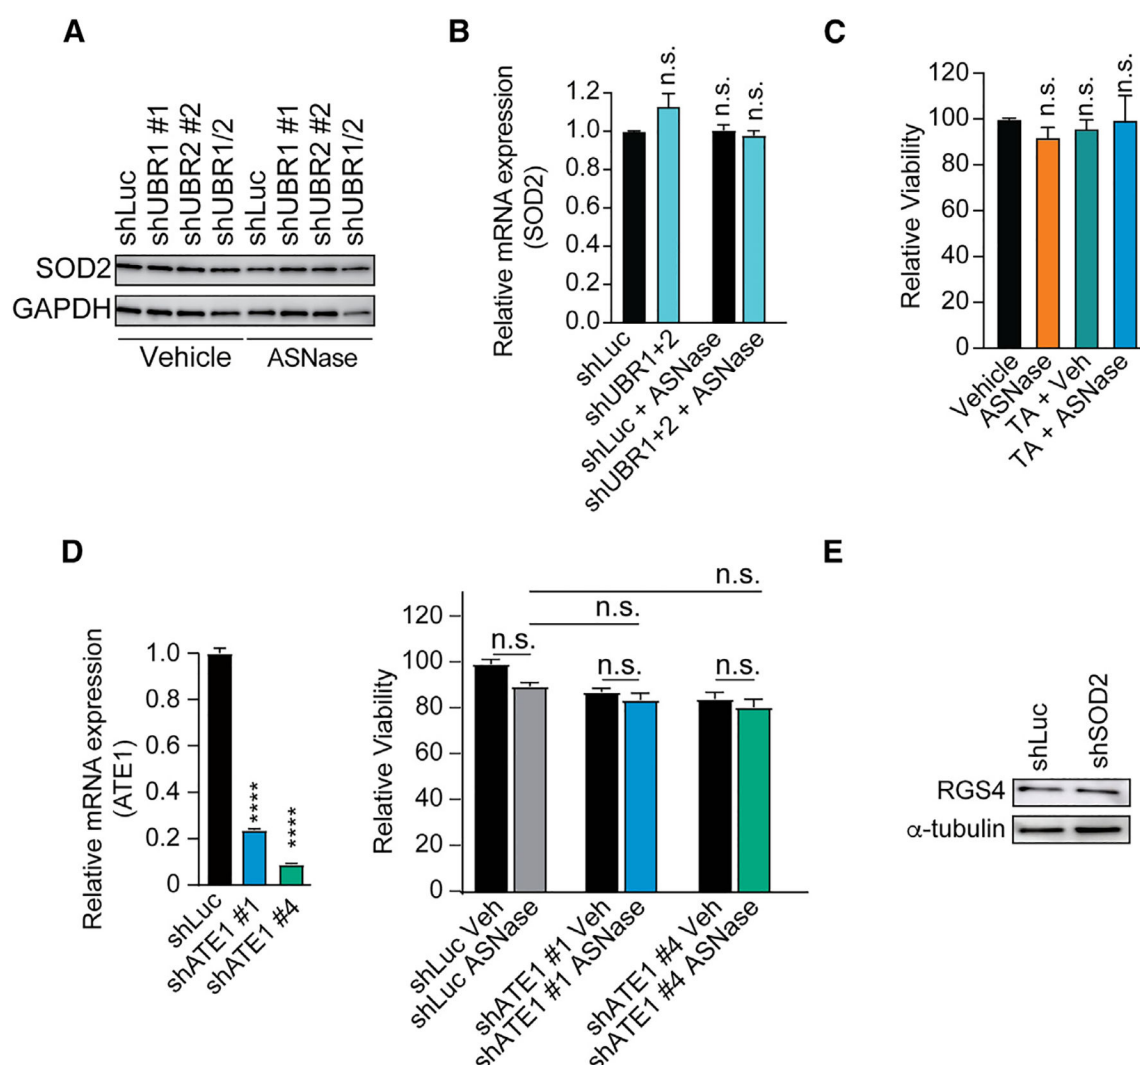 A
shLuc
shUBR1 #1
shUBR2 #2
shUBR1/2
shLuc
shUBR1 #1
shUBR2 #2
shUBR1/2
SOD2
GAPDH
Vehicle ASNase
B
Relative mRNA expression
(SOD2)
1.2
1.0
0.8
0.6
0.4
0.2
0.0
n.s.
n.s.
n.s.
shLuc
shUBR1+2
shLuc + ASNase
shUBR1+2 + ASNase
C
Relative Viability
120
100
80
60
40
20
0
n.s.
n.s.
n.s.
Vehicle
ASNase
TA + Veh
TA + ASNase
D
Relative mRNA expression
(ATE1)
1.0
0.8
0.6
0.4
0.2
0
****
****
shLuc
shATE1 #1
shATE1 #4
Relative Viability
120
100
80
60
40
20
0
n.s.
n.s.
n.s.
n.s.
n.s.
shLuc Veh
shLuc ASNase
shATE1 #1 Veh
shATE1 #1 ASNase
shATE1 #4 Veh
shATE1 #4 ASNase
E
shLuc
shSOD2
RGS4
α-tubulin